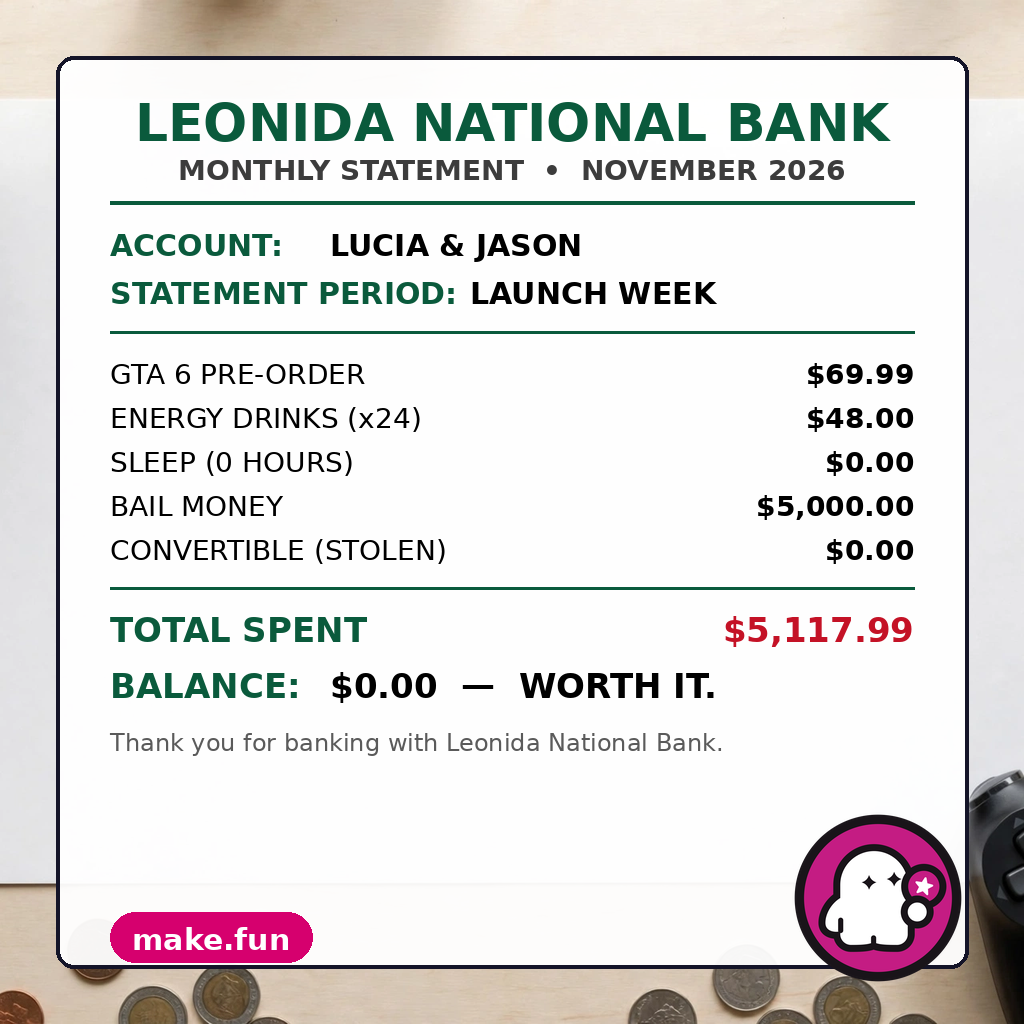 LEONIDA NATIONAL BANK
MONTHLY STATEMENT • NOVEMBER 2026
ACCOUNT: LUCIA & JASON
STATEMENT PERIOD: LAUNCH WEEK
GTA 6 PRE-ORDER $69.99
ENERGY DRINKS (x24) $48.00
SLEEP (0 HOURS) $0.00
BAIL MONEY $5,000.00
CONVERTIBLE (STOLEN) $0.00
TOTAL SPENT $5,117.99
BALANCE: $0.00 — WORTH IT.
Thank you for banking with Leonida National Bank.
make.fun